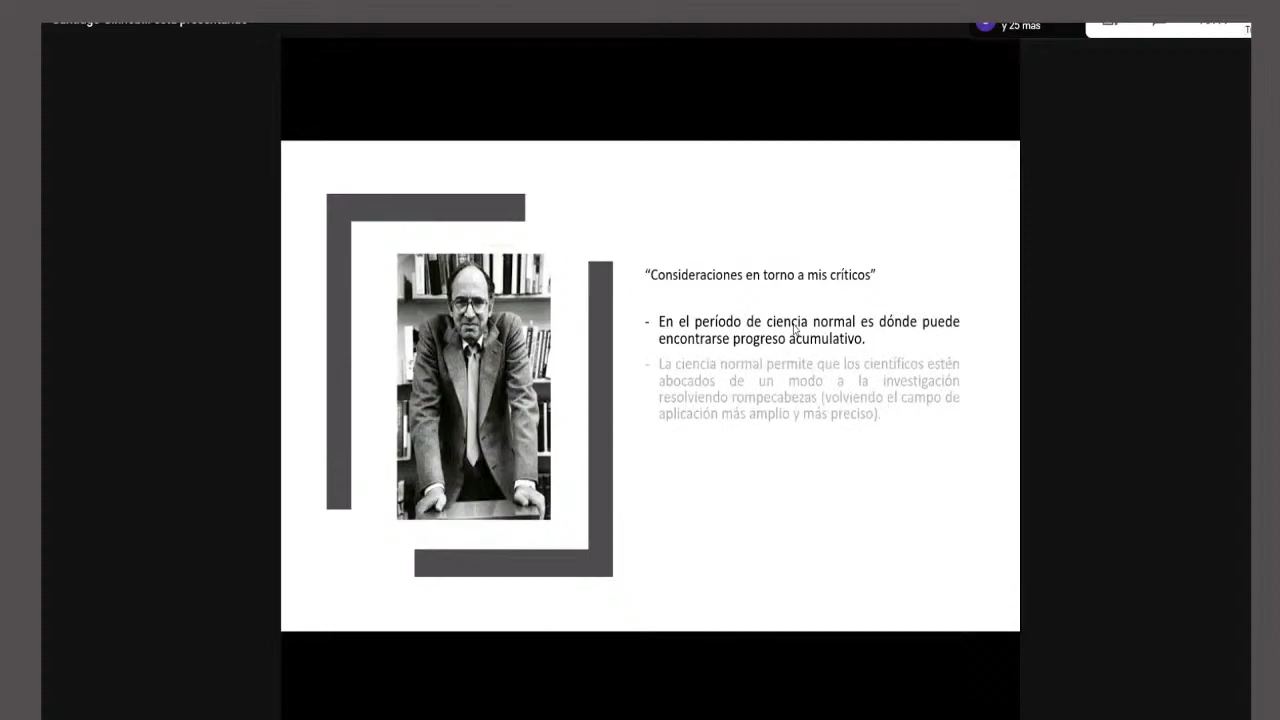 y 25 más
“Consideraciones en torno a mis críticos”
- En el período de ciencia normal es dónde puede
encontrarse progreso acumulativo.
- La ciencia normal permite que los científicos estén
abocados de un modo a la investigación
resolviendo rompecabezas (volviendo el campo de
aplicación más amplio y más preciso).